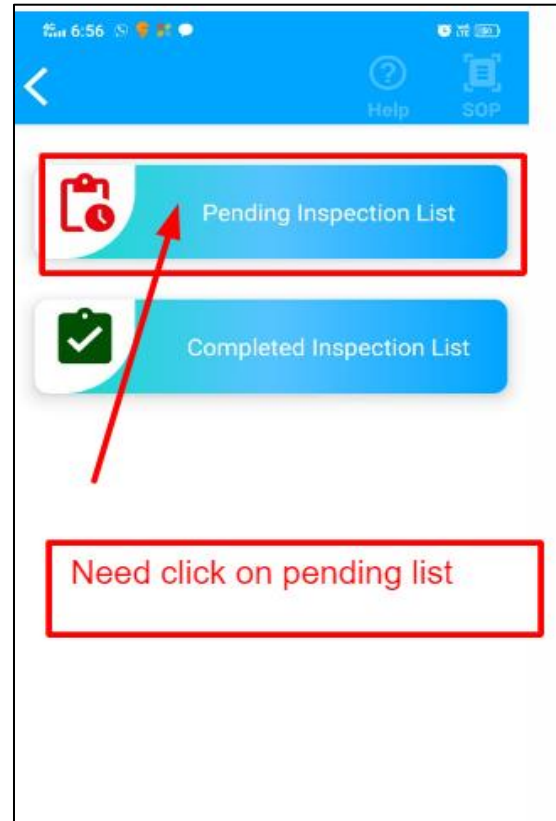 6:56
Help SOP
Pending Inspection List
Completed Inspection List
Need click on pending list